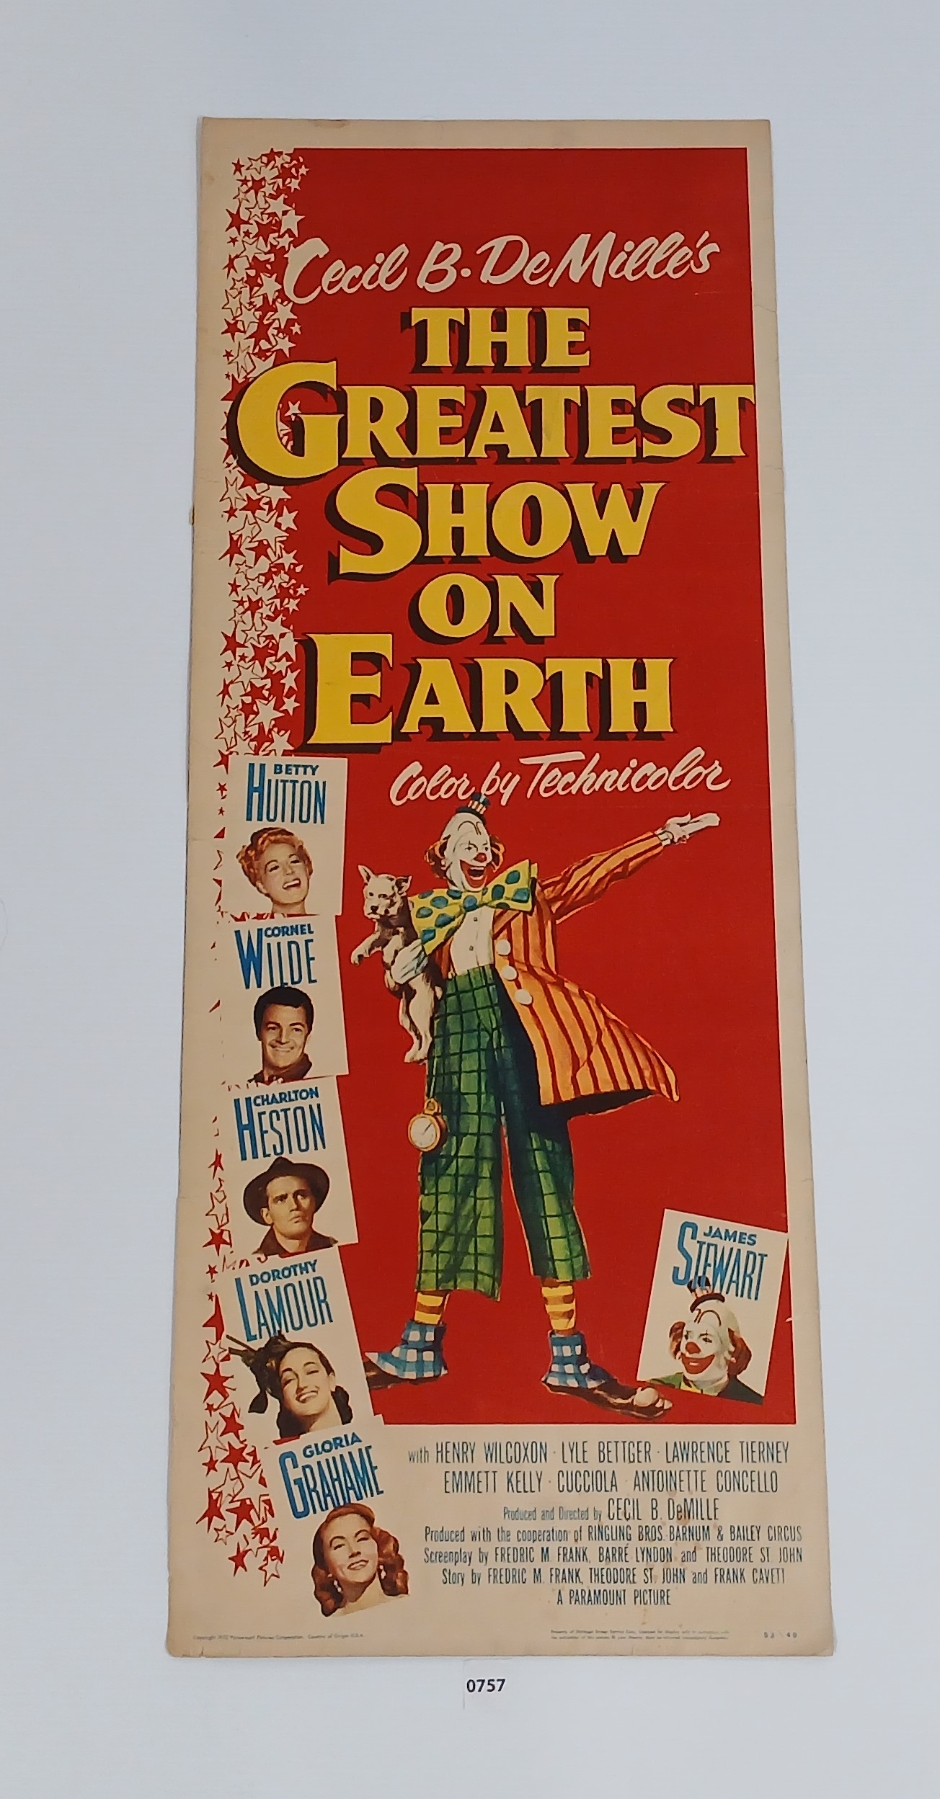 Cecil B. DeMille's
THE
GREATEST
SHOW
ON
EARTH
Color by Technicolor
BETTY
HUTTON
CORNEL
WILDE
CHARLTON
HESTON
DOROTHY
LAMOUR
GLORIA
GRAHAME
JAMES
STEWART
with HENRY WILCOXON · LYLE BETTGER · LAWRENCE TIERNEY
EMMETT KELLY · CUCCIOLA · ANTOINETTE CONCELLO
Produced and Directed by CECIL B. DeMILLE
Produced with the cooperation of RINGLING BROS. BARNUM & BAILEY CIRCUS
Screenplay by FREDRIC M. FRANK, BARRÉ LYNDON and THEODORE ST. JOHN
Story by FREDRIC M. FRANK, THEODORE ST. JOHN and FRANK CAVETT
A PARAMOUNT PICTURE
0757